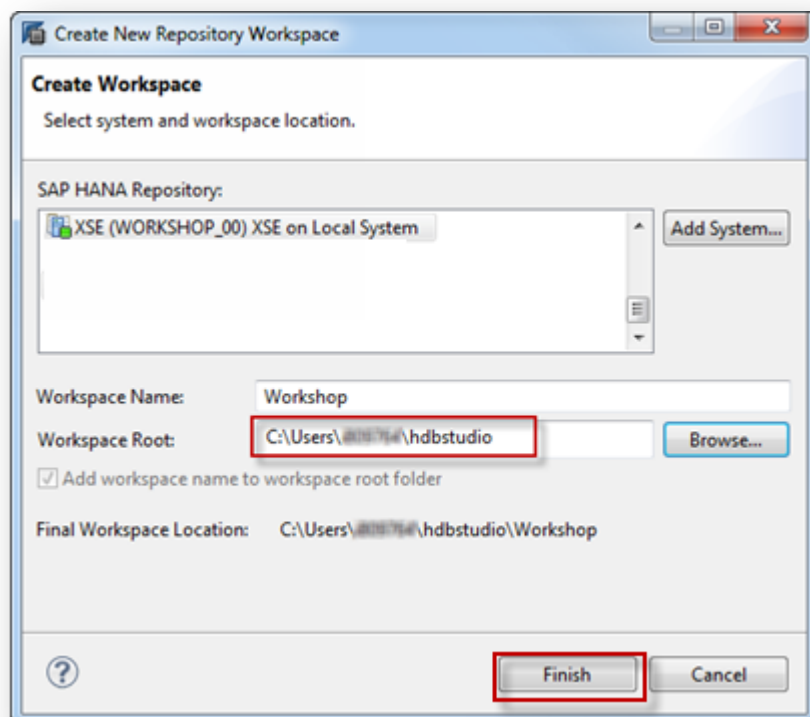 Create New Repository Workspace
Create Workspace
Select system and workspace location.
SAP HANA Repository:
XSE (WORKSHOP_00) XSE on Local System
Add System...
Workspace Name: Workshop
Workspace Root: C:\Users\ \hdbstudio Browse...
Add workspace name to workspace root folder
Final Workspace Location: C:\Users\ \hdbstudio\Workshop
? Finish Cancel